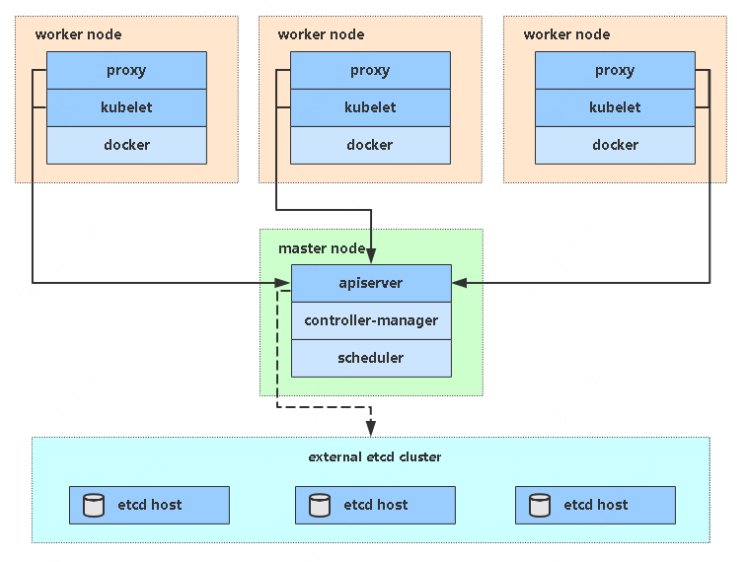 worker node
proxy
kubelet
docker
worker node
proxy
kubelet
docker
worker node
proxy
kubelet
docker
master node
apiserver
controller-manager
scheduler
external etcd cluster
etcd host
etcd host
etcd host